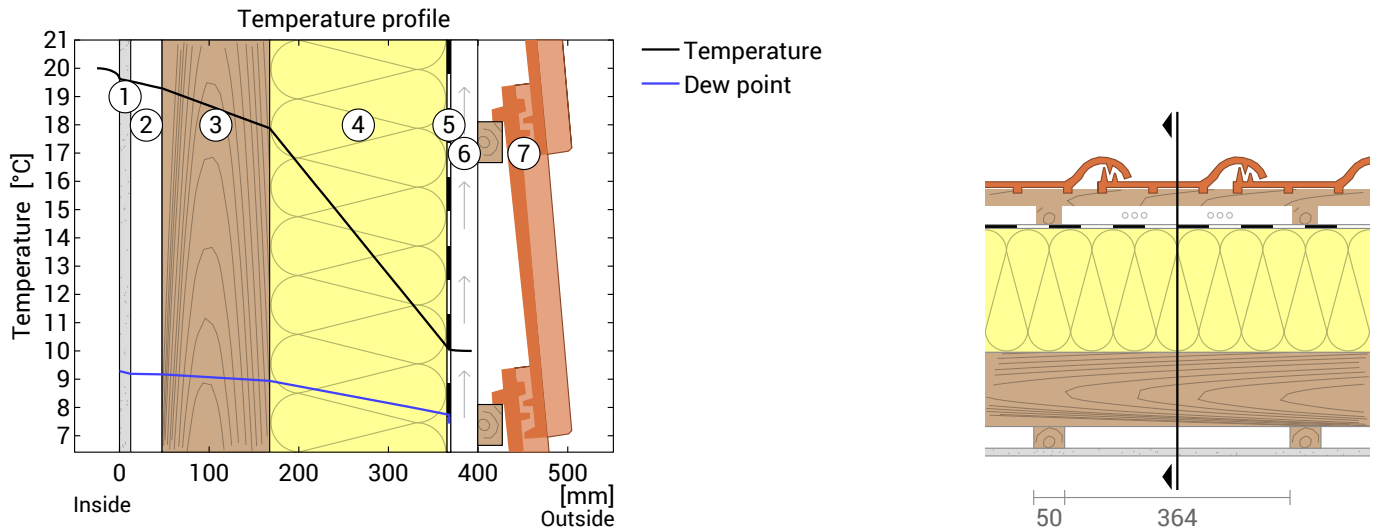 Temperature profile
Temperature [°C]
21
20
19
18
17
16
15
14
13
12
11
10
9
8
7
1
2
3
4
5
6
7
0 100 200 300 400 500
[mm]
Inside
Outside
Temperature
Dew point
50 364